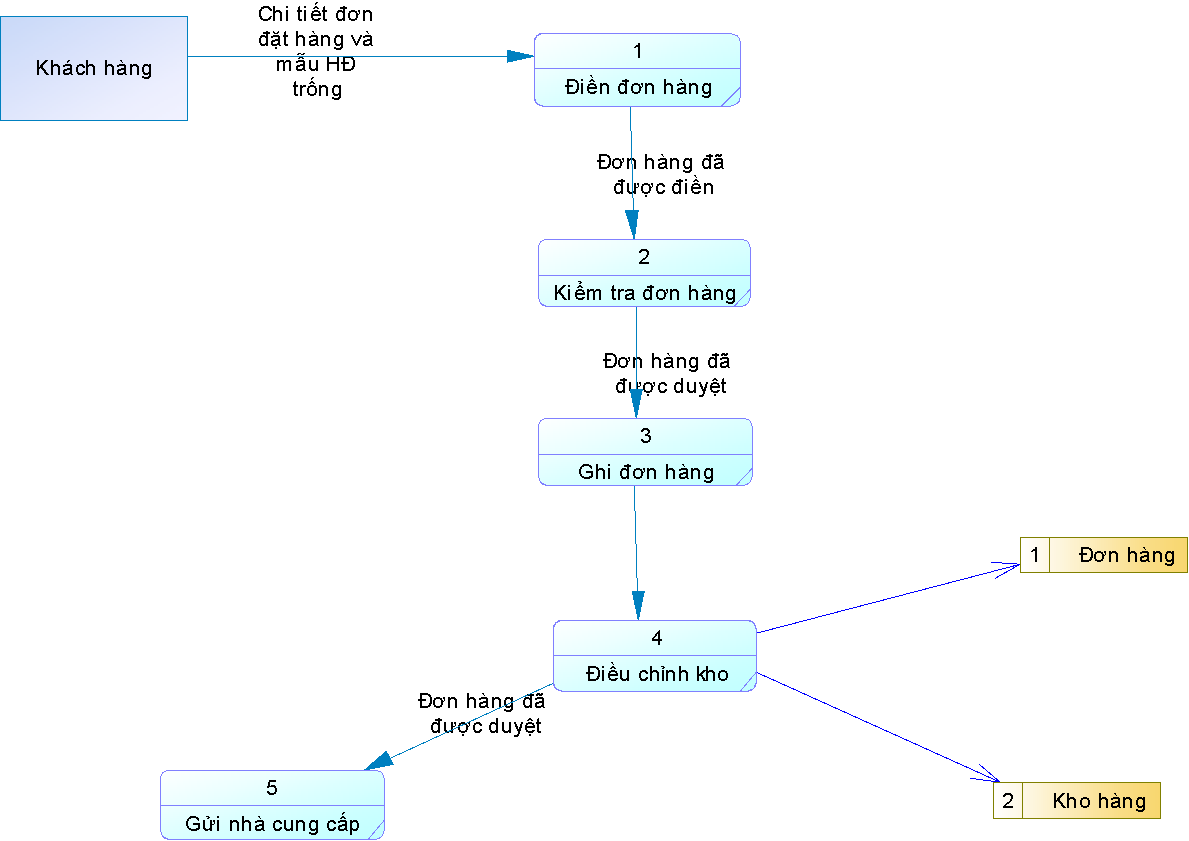 Khách hàng
Chi tiết đơn
đặt hàng và
mẫu HĐ
trống
1
Điền đơn hàng
Đơn hàng đã
được điền
2
Kiểm tra đơn hàng
Đơn hàng đã
được duyệt
3
Ghi đơn hàng
1 Đơn hàng
4
Điều chỉnh kho
Đơn hàng đã
được duyệt
5
Gửi nhà cung cấp
2 Kho hàng